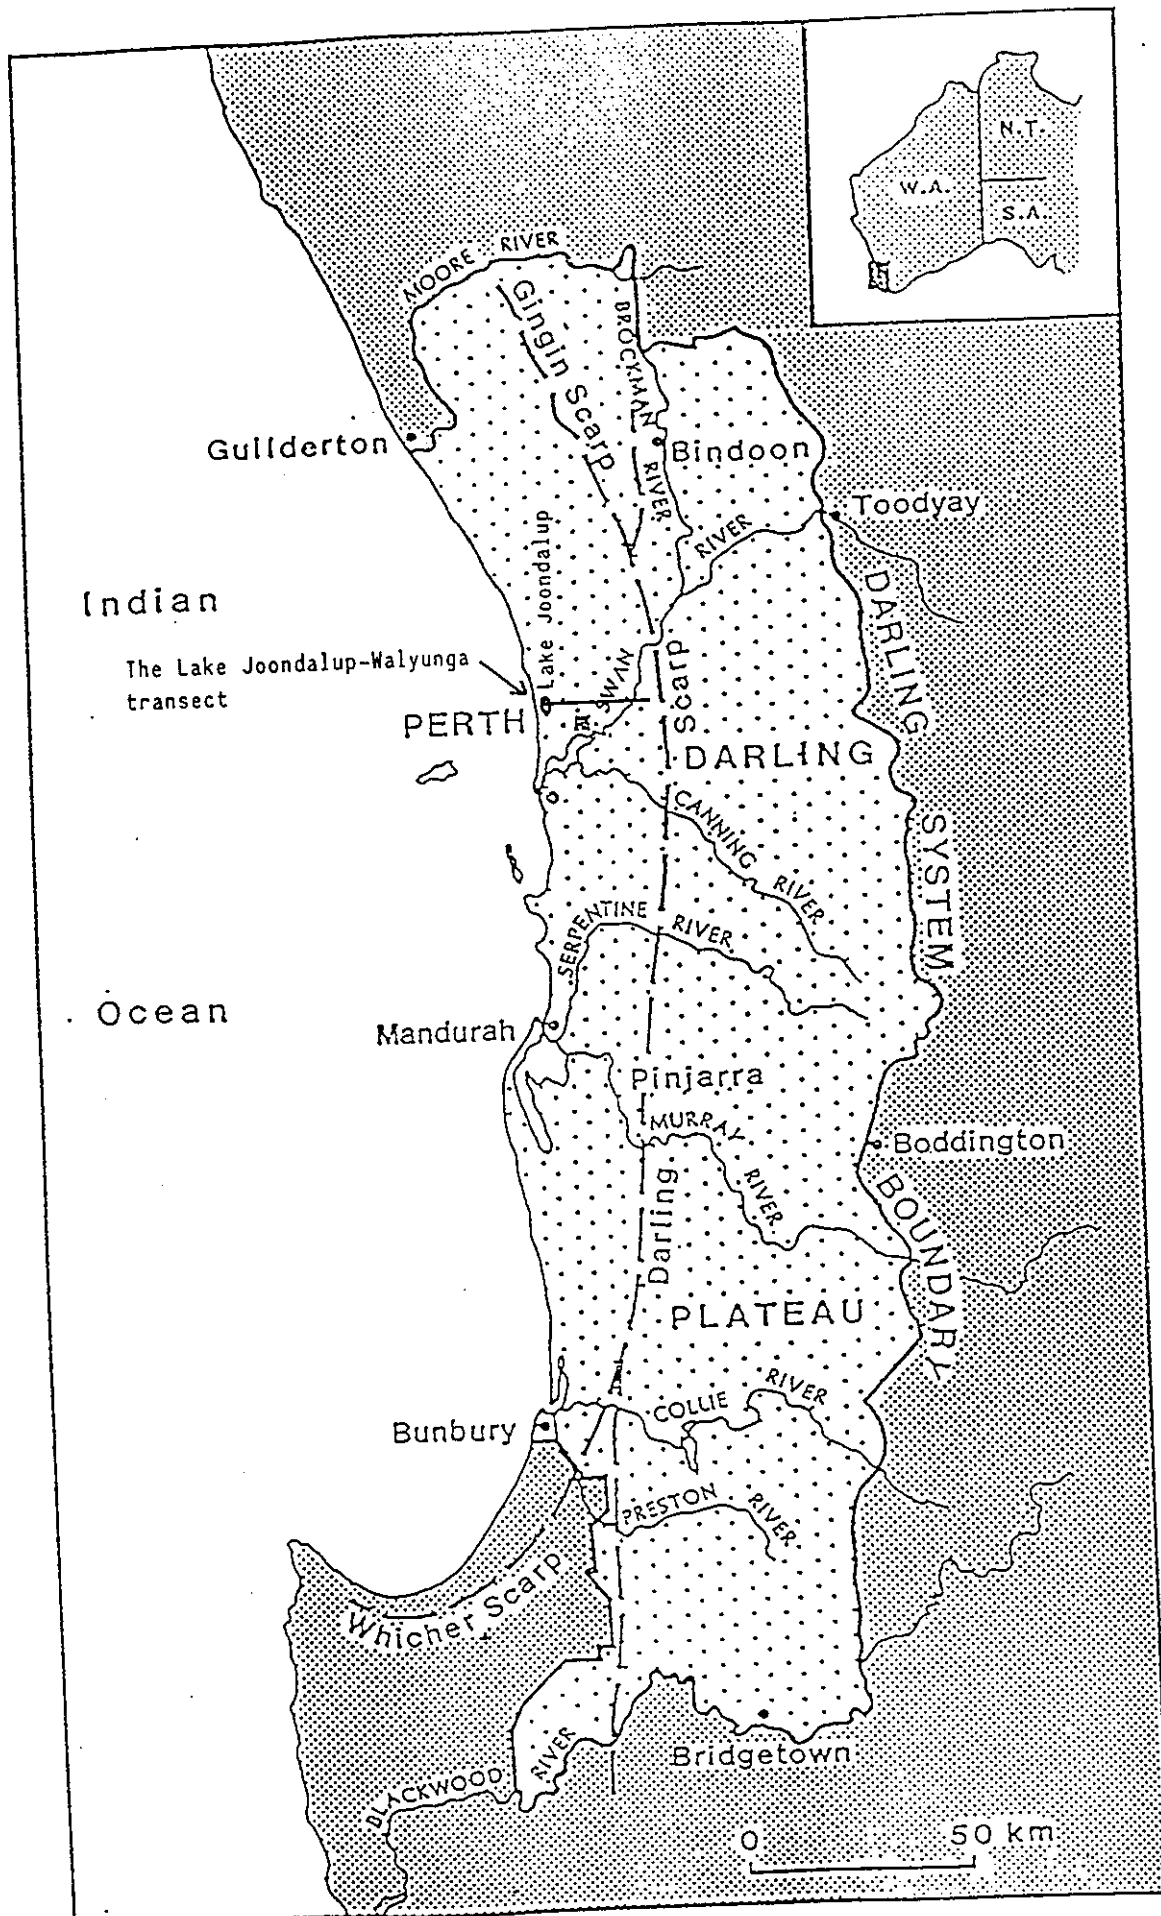 N.T.
W.A.
S.A.
MOORE RIVER
Gingin Scarp
BROCKMAN RIVER
Guilderton
Bindoon
Toodyay
SWAN RIVER
Lake Joondalup
Indian
The Lake Joondalup-Walyunga
transect
PERTH
DARLING
Scarp
DARLING
SYSTEM
CANNING RIVER
SERPENTINE RIVER
Ocean
Mandurah
Pinjarra
MURRAY RIVER
Boddington
BOUNDARY
Darling
PLATEAU
COLLIE RIVER
Bunbury
PRESTON RIVER
Whicher Scarp
BLACKWOOD RIVER
Bridgetown
0 50 km